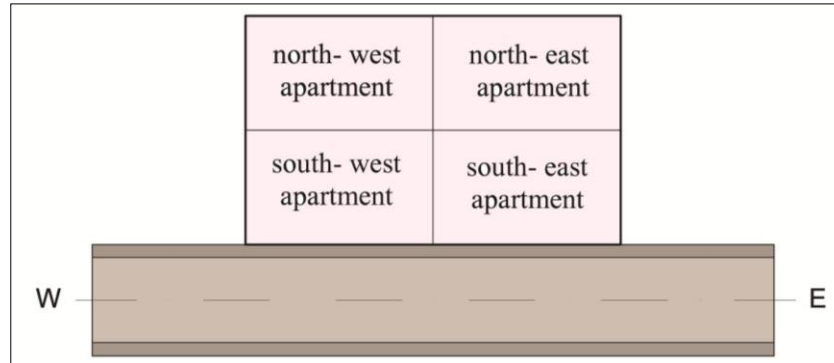 north- west
apartment
north- east
apartment
south- west
apartment
south- east
apartment
W
E